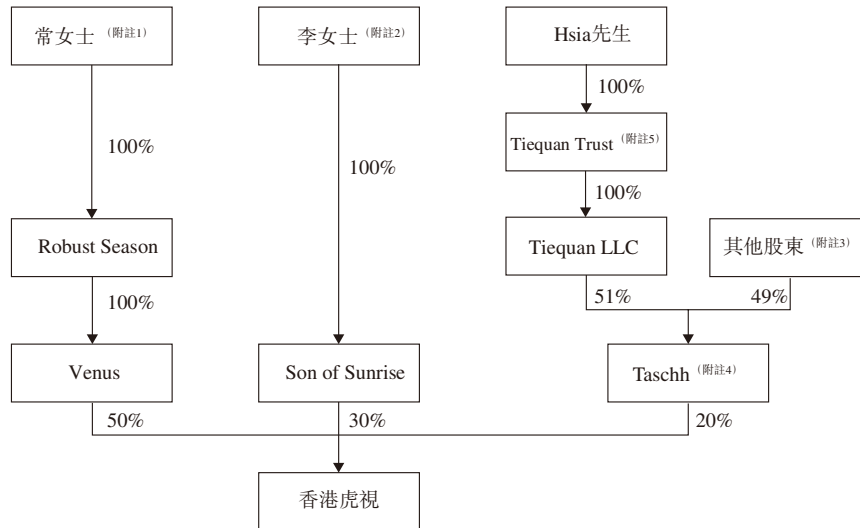 常女士 （附註1）
李女士 （附註2）
Hsia先生
100%
Tiequan Trust （附註5）
100%
100%
100%
Robust Season
Tiequan LLC
其他股東 （附註3）
100%
51%
49%
Venus
Son of Sunrise
Taschh （附註4）
50%
30%
20%
香港虎視